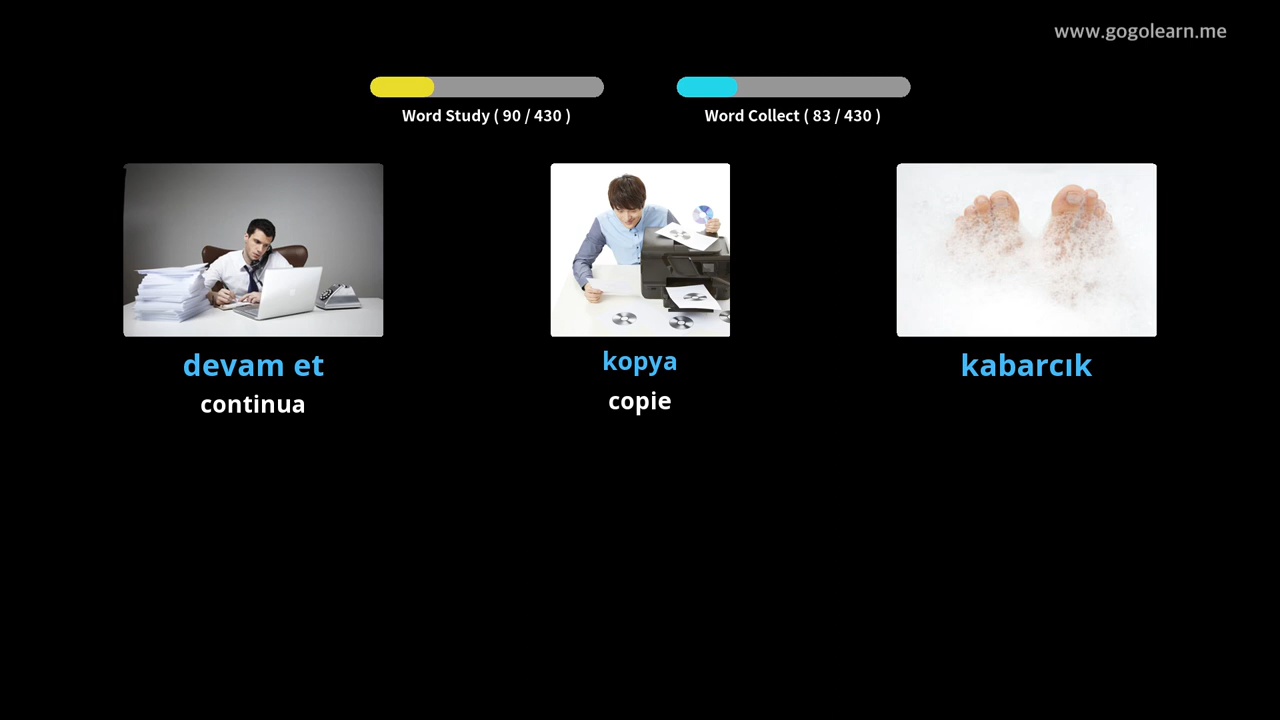 www.gogolearn.me
Word Study ( 90 / 430 )
Word Collect ( 83 / 430 )
devam et
continua
kopya
copie
kabarcık